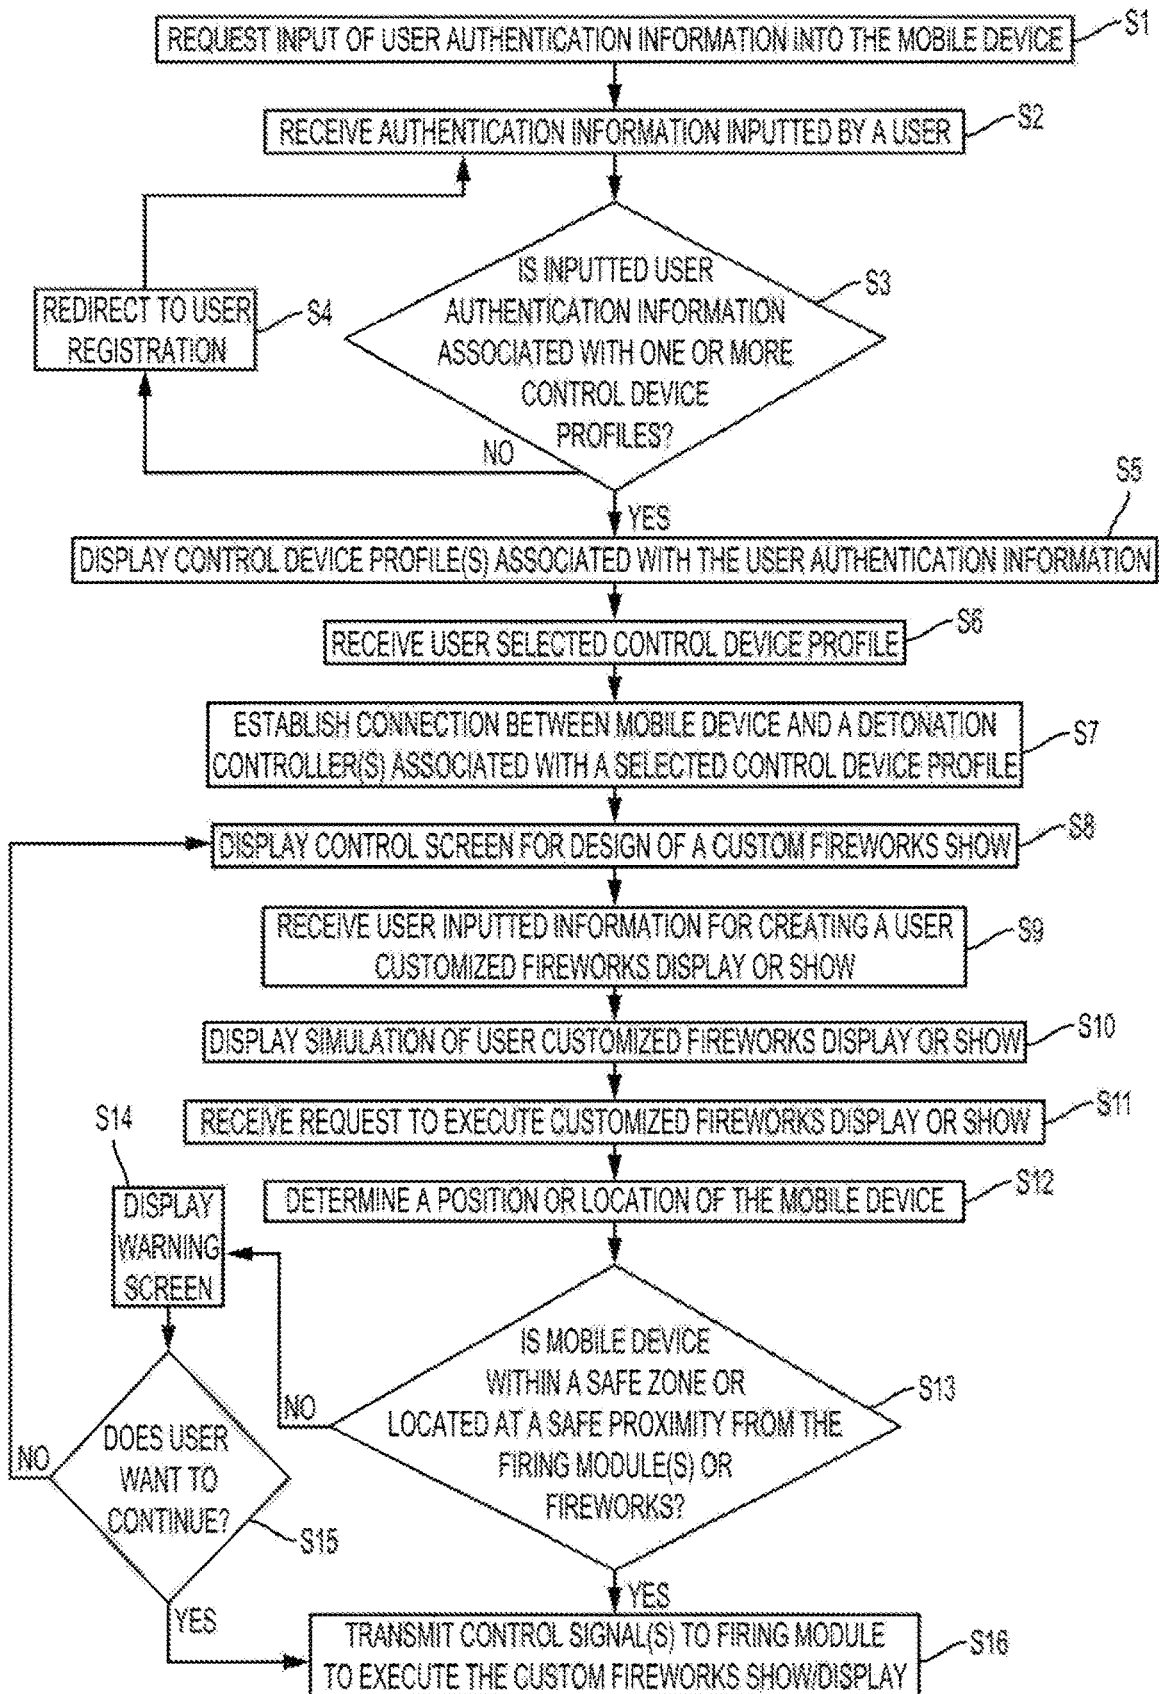 REQUEST INPUT OF USER AUTHENTICATION INFORMATION INTO THE MOBILE DEVICE
S1
RECEIVE AUTHENTICATION INFORMATION INPUTTED BY A USER
S2
IS INPUTTED USER
AUTHENTICATION INFORMATION
ASSOCIATED WITH ONE OR MORE
CONTROL DEVICE
PROFILES?
S3
REDIRECT TO USER
REGISTRATION
S4
NO
YES
S5
DISPLAY CONTROL DEVICE PROFILE(S) ASSOCIATED WITH THE USER AUTHENTICATION INFORMATION
RECEIVE USER SELECTED CONTROL DEVICE PROFILE
S6
ESTABLISH CONNECTION BETWEEN MOBILE DEVICE AND A DETONATION
CONTROLLER(S) ASSOCIATED WITH A SELECTED CONTROL DEVICE PROFILE
S7
DISPLAY CONTROL SCREEN FOR DESIGN OF A CUSTOM FIREWORKS SHOW
S8
RECEIVE USER INPUTTED INFORMATION FOR CREATING A USER
CUSTOMIZED FIREWORKS DISPLAY OR SHOW
S9
DISPLAY SIMULATION OF USER CUSTOMIZED FIREWORKS DISPLAY OR SHOW
S10
RECEIVE REQUEST TO EXECUTE CUSTOMIZED FIREWORKS DISPLAY OR SHOW
S11
DETERMINE A POSITION OR LOCATION OF THE MOBILE DEVICE
S12
IS MOBILE DEVICE
WITHIN A SAFE ZONE OR
LOCATED AT A SAFE PROXIMITY FROM THE
FIRING MODULE(S) OR
FIREWORKS?
S13
NO
YES
S14
DISPLAY
WARNING
SCREEN
DOES USER
WANT TO
CONTINUE?
S15
NO
YES
TRANSMIT CONTROL SIGNAL(S) TO FIRING MODULE
TO EXECUTE THE CUSTOM FIREWORKS SHOW/DISPLAY
S16